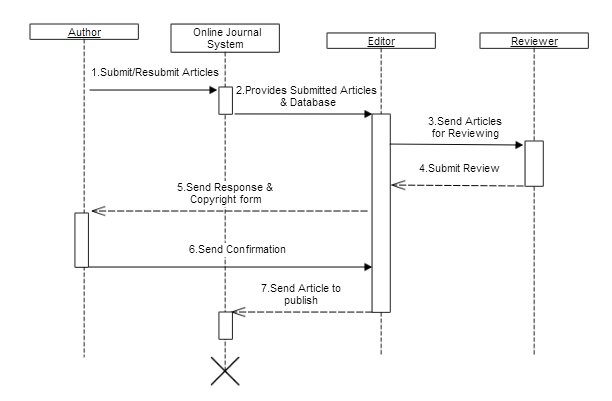 Author
Online Journal
System
Editor
Reviewer
1.Submit/Resubmit Articles
2.Provides Submitted Articles
& Database
3.Send Articles
for Reviewing
4.Submit Review
5.Send Response &
Copyright form
6.Send Confirmation
7.Send Article to
publish